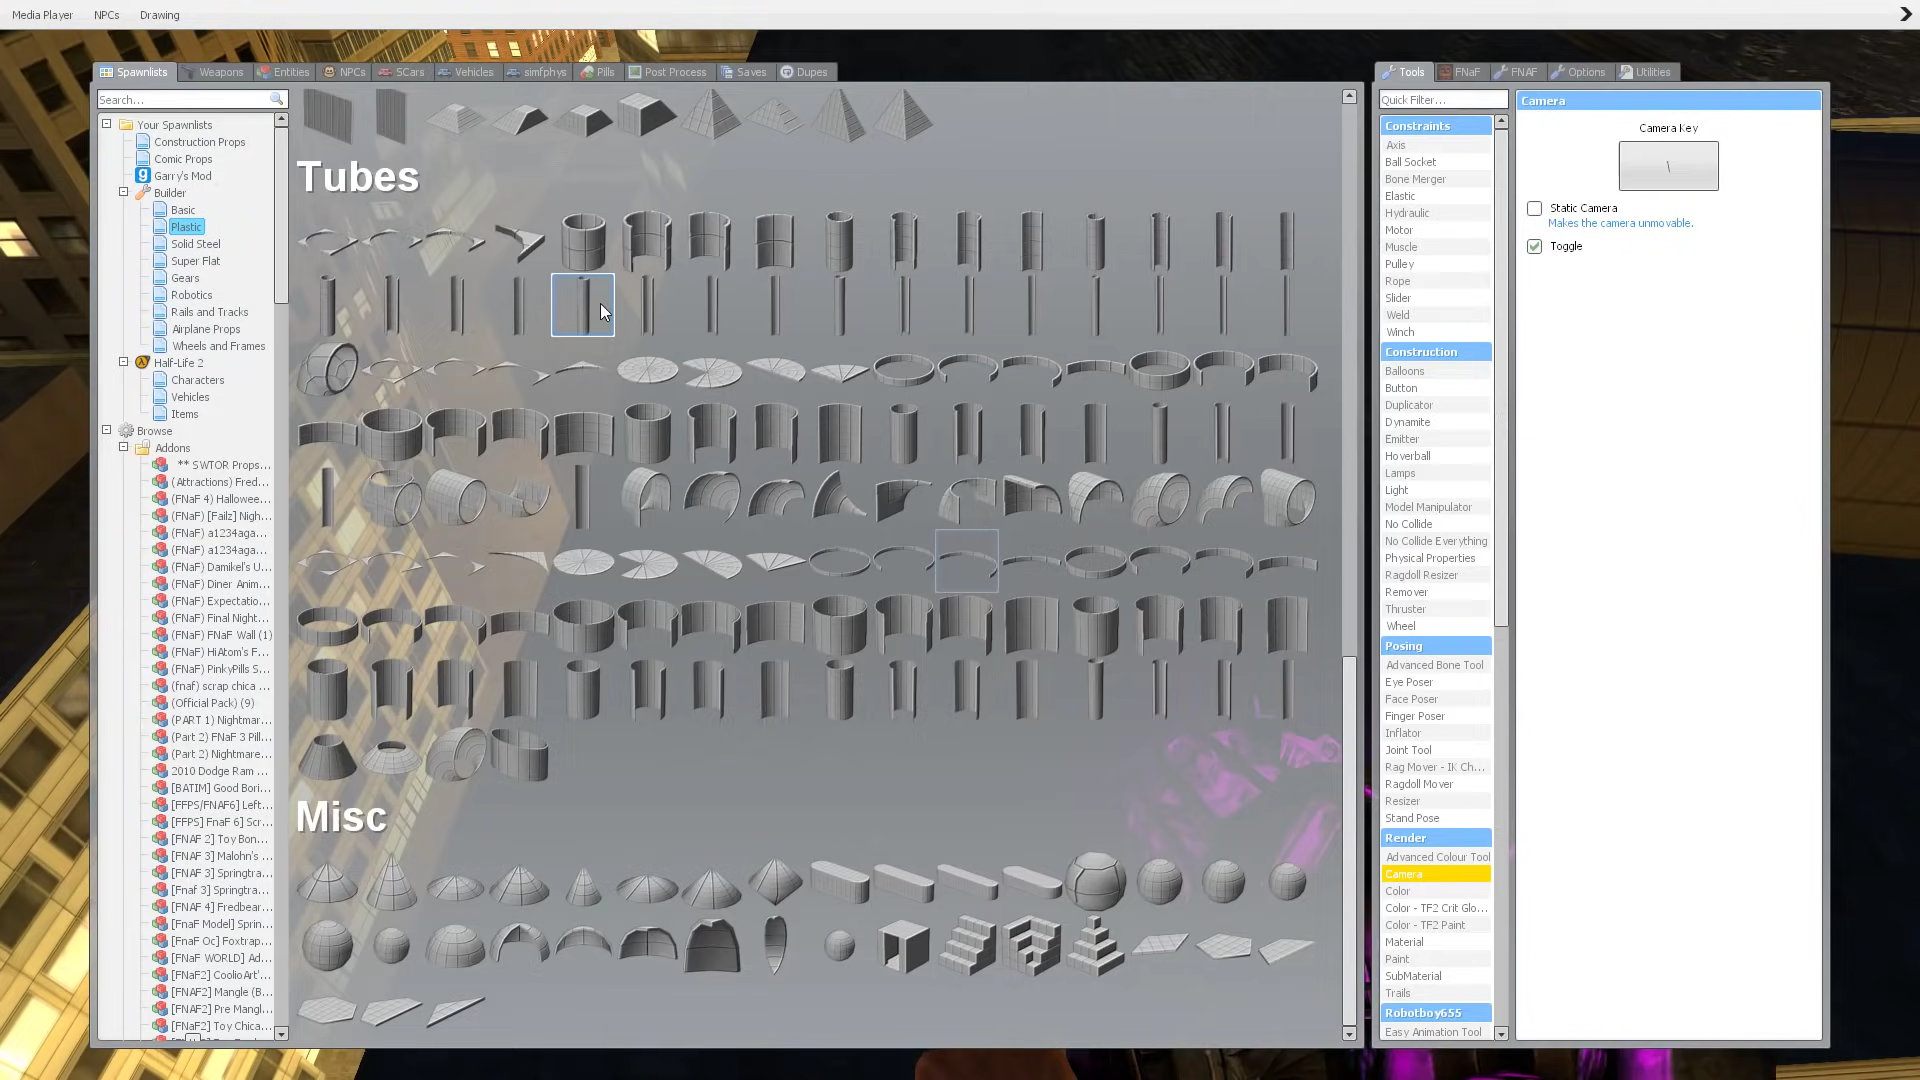 Media Player NPCs Drawing
Spawnlists Weapons Entities NPCs SCars Vehicles simfphys Pills Post Process Saves Dupes
Search...
Your Spawnlists
Construction Props
Comic Props
Garry's Mod
Builder
Basic
Plastic
Solid Steel
Super Flat
Gears
Robotics
Rails and Tracks
Airplane Props
Wheels and Frames
Half-Life 2
Characters
Vehicles
Items
Browse
Addons
** SWTOR Props...
(Attractions) Fred...
(FNaF 4) Hallowee...
(FNaF) [Failz] Nigh...
(FNaF) a1234aga...
(FNaF) a1234aga...
(FNaF) Damikel's U...
(FNaF) Diner Anim...
(FNaF) Expectatio...
(FNaF) Final Night...
(FNaF) FNaF Wall (1)
(FNaF) HiAtom's F...
(FNaF) PinkyPills S...
(fnaf) scrap chica ...
(Official Pack) (9)
(PART 1) Nightmar...
(Part 2) FNaF 3 Pill...
(Part 2) Nightmare...
2010 Dodge Ram ...
[BATIM] Good Bori...
[FFPS/FNAF6] Left...
[FFPS] FnaF 6] Scr...
[FNAF 2] Toy Bon...
[FNAF 3] Malohn's ...
[FNAF 3] Springtra...
[Fnaf 3] Springtra...
[FNAF 4] Fredbear...
[FNaF Model] Sprin...
[FnaF Oc] Foxtrap...
[FNaF WORLD] Ad...
[FNaF2] CoolioArt'...
[FNAF2] Mangle (B...
[FNAF2] Pre Mangl...
[FNaF2] Toy Chica...
Tubes
Misc
Tools FNaF FNAF Options Utilities
Quick Filter...
Constraints
Axis
Ball Socket
Bone Merger
Elastic
Hydraulic
Motor
Muscle
Pulley
Rope
Slider
Weld
Winch
Construction
Balloons
Button
Duplicator
Dynamite
Emitter
Hoverball
Lamps
Light
Model Manipulator
No Collide
No Collide Everything
Physical Properties
Ragdoll Resizer
Remover
Thruster
Wheel
Posing
Advanced Bone Tool
Eye Poser
Face Poser
Finger Poser
Inflator
Joint Tool
Rag Mover - IK Ch...
Ragdoll Mover
Resizer
Stand Pose
Render
Advanced Colour Tool
Camera
Color
Color - TF2 Crit Glo...
Color - TF2 Paint
Material
Paint
SubMaterial
Trails
Robotboy655
Easy Animation Tool
Camera
Camera Key
\
Static Camera
Makes the camera unmovable.
Toggle